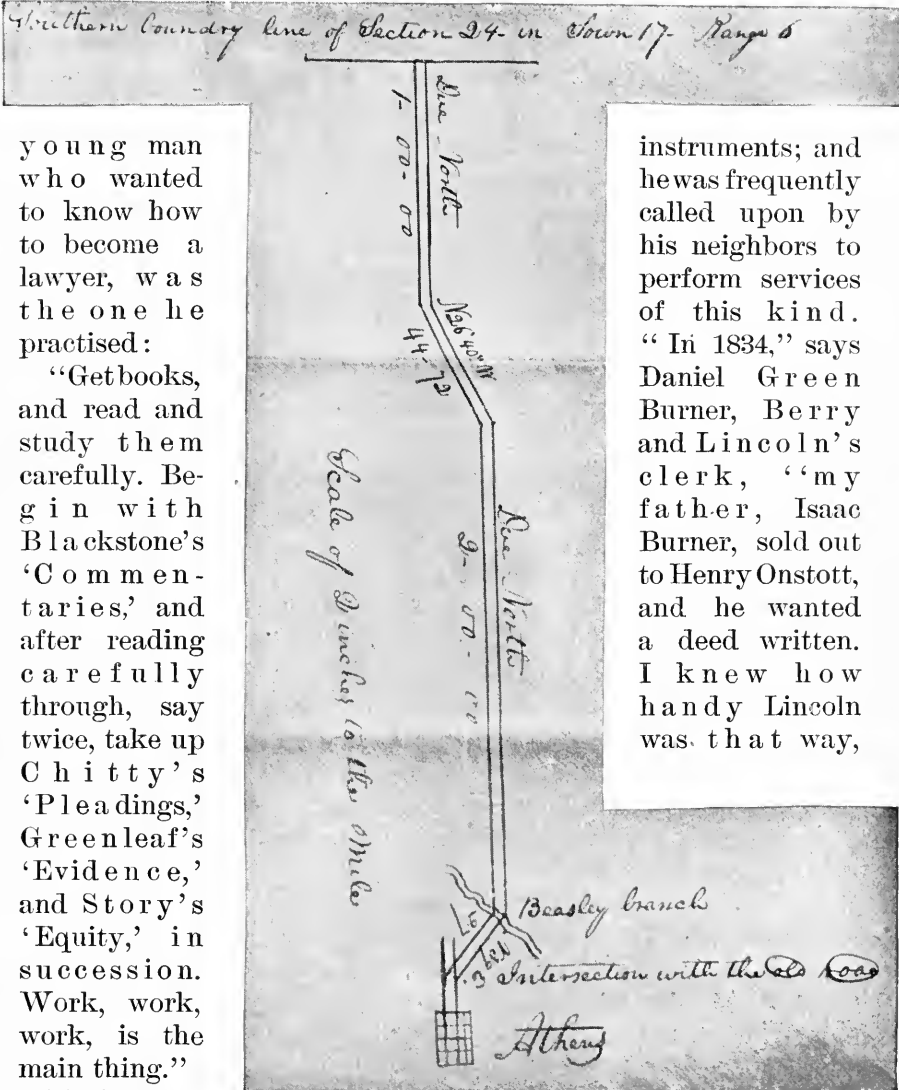 Southern boundry line of Section 24- in Town 17- Range 6
young man
who wanted
to know how
to become a
lawyer, was
the one he
practised:
“Get books,
and read and
study them
carefully. Be-
gin with
Blackstone’s
‘Commen-
taries,’ and
after reading
carefully
through, say
twice, take up
Chitty’s
‘Pleadings,’
Greenleaf’s
‘Evidence,’
and Story’s
‘Equity,’ in
succession.
Work, work,
work, is the
main thing.”
Due - North
1- 00- 00
N26°40" W
44-72
Due - North
2- 00-
Scale of 2 inches to the Mile
Beasley branch
Intersection with the old Road
Athens
instruments; and
he was frequently
called upon by
his neighbors to
perform services
of this kind.
“In 1834,” says
Daniel Green
Burner, Berry
and Lincoln’s
clerk, “my
father, Isaac
Burner, sold out
to Henry Onstott,
and he wanted
a deed written.
I knew how
handy Lincoln
was that way,